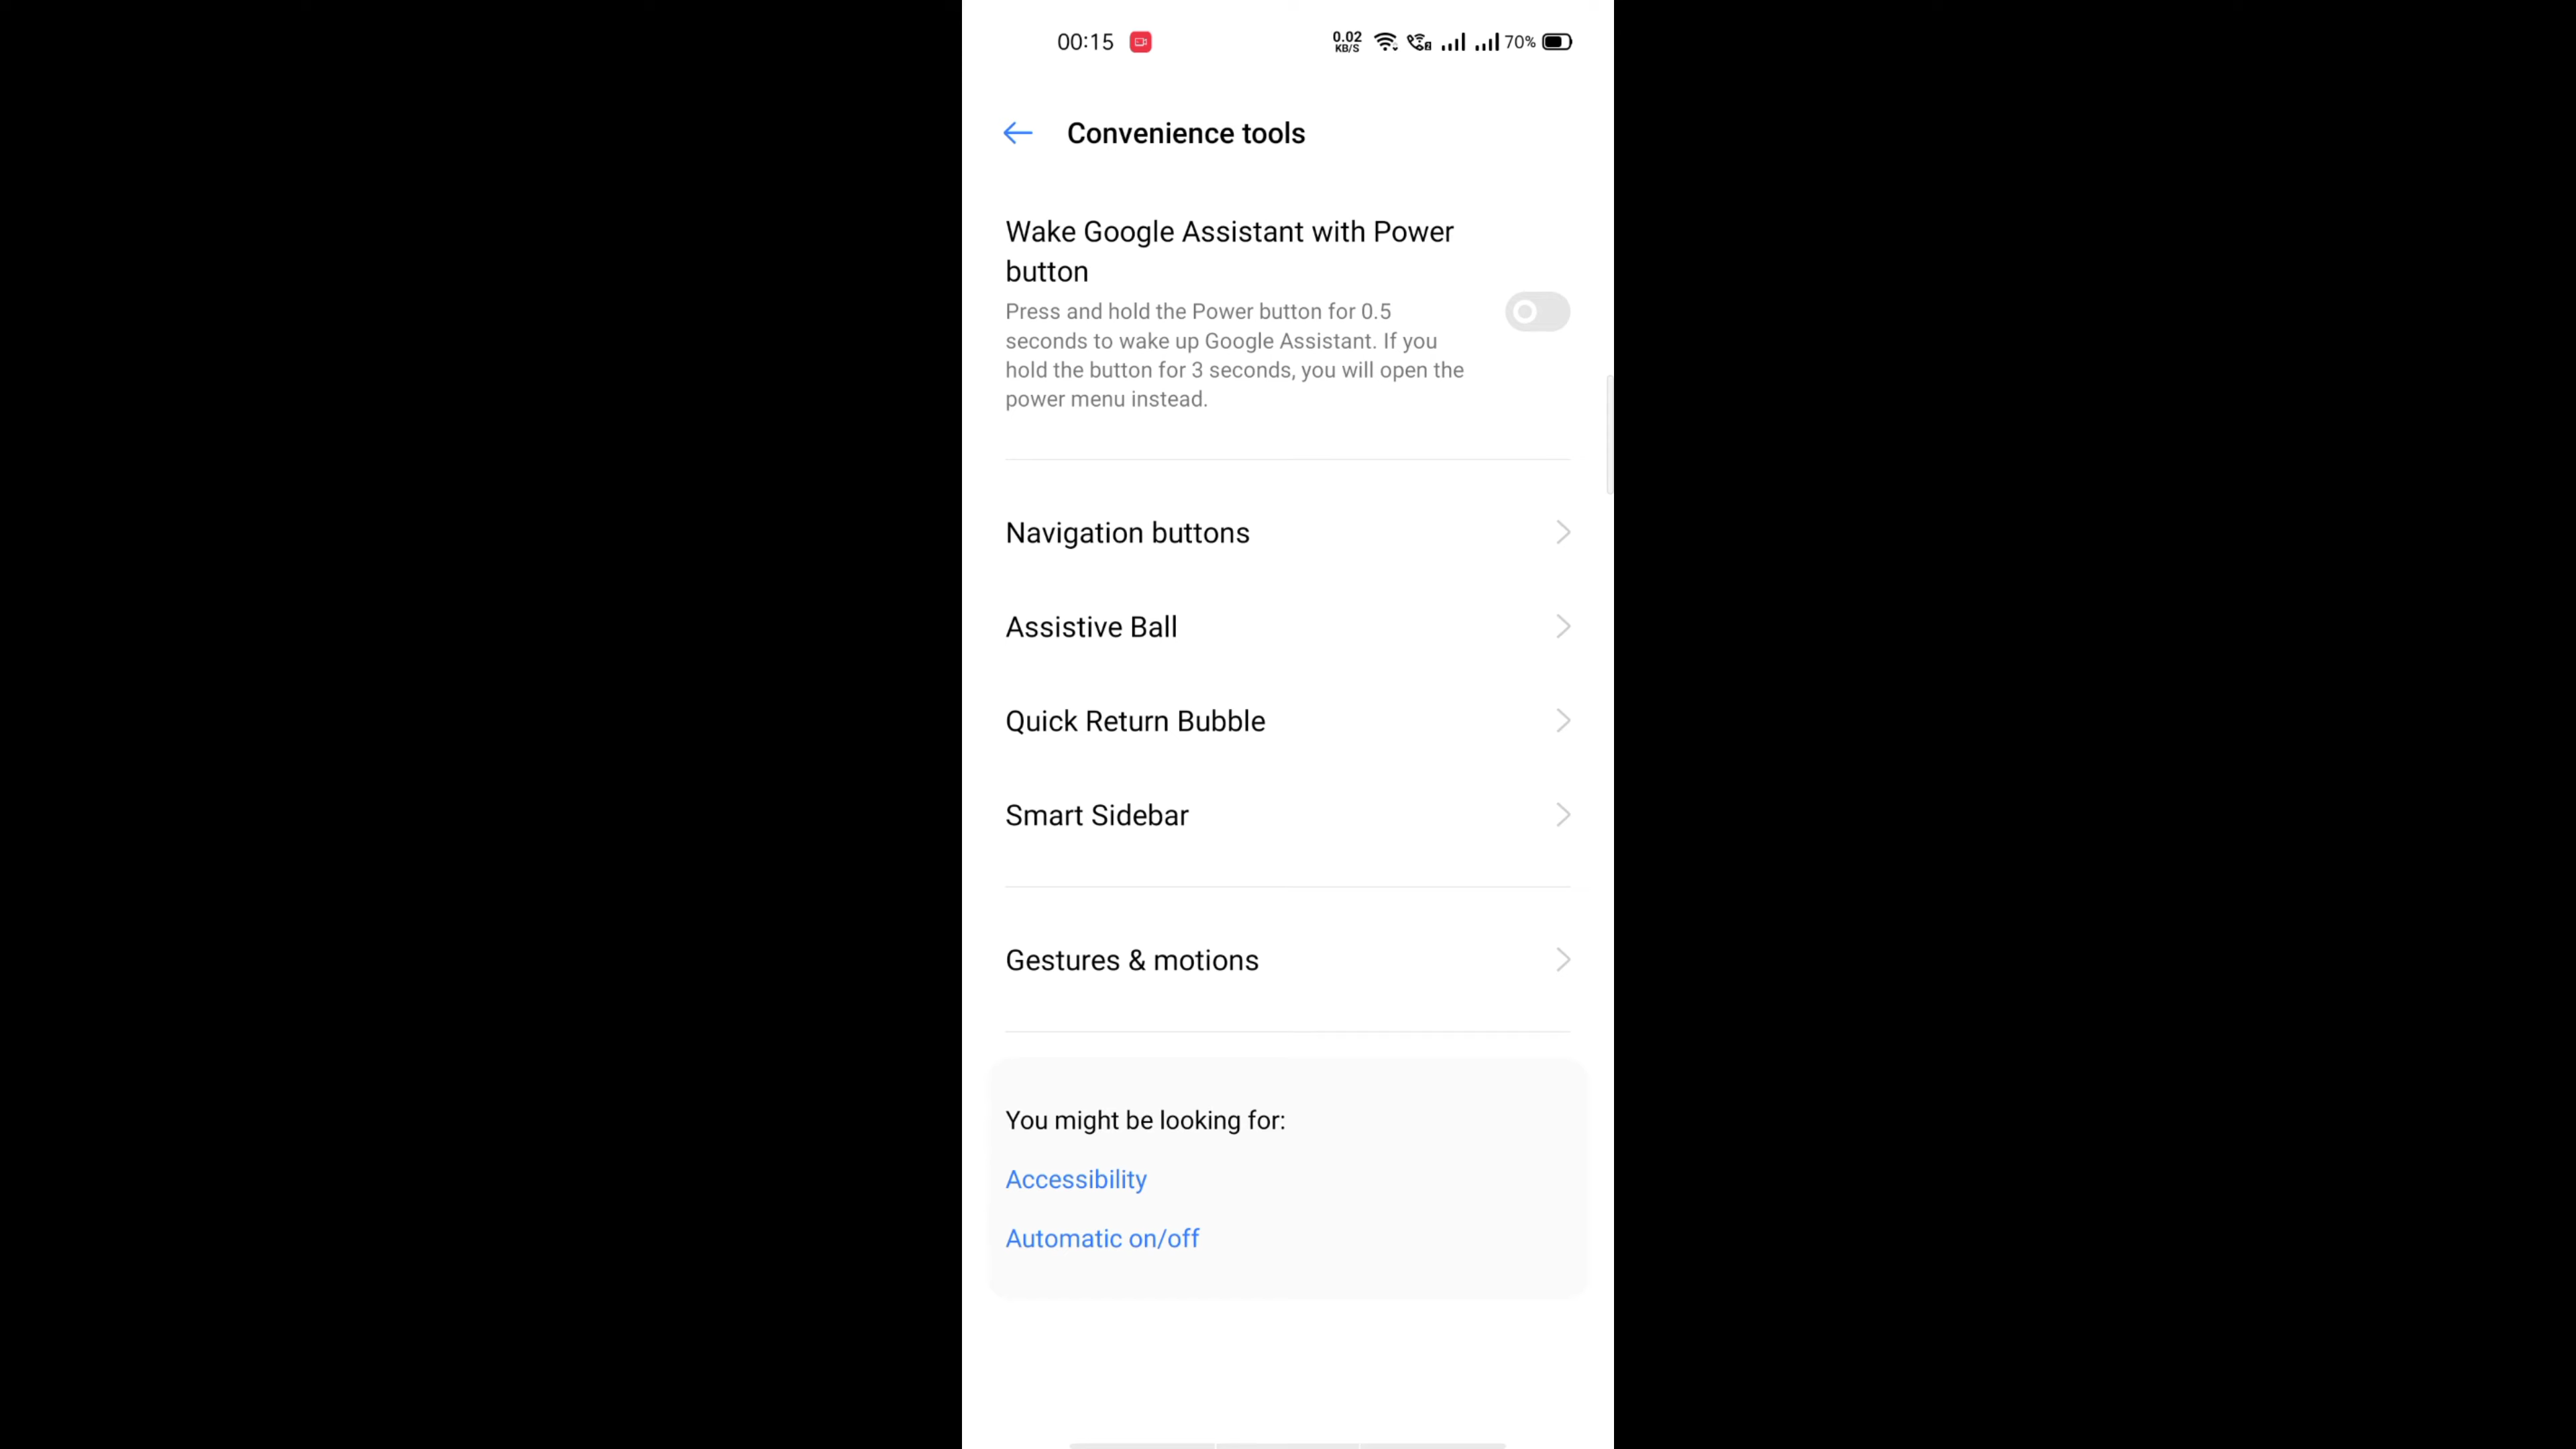 00:15
0.02
KB/S
70%
Convenience tools
Wake Google Assistant with Power
button
Press and hold the Power button for 0.5
seconds to wake up Google Assistant. If you
hold the button for 3 seconds, you will open the
power menu instead.
Navigation buttons
Assistive Ball
Quick Return Bubble
Smart Sidebar
Gestures & motions
You might be looking for:
Accessibility
Automatic on/off